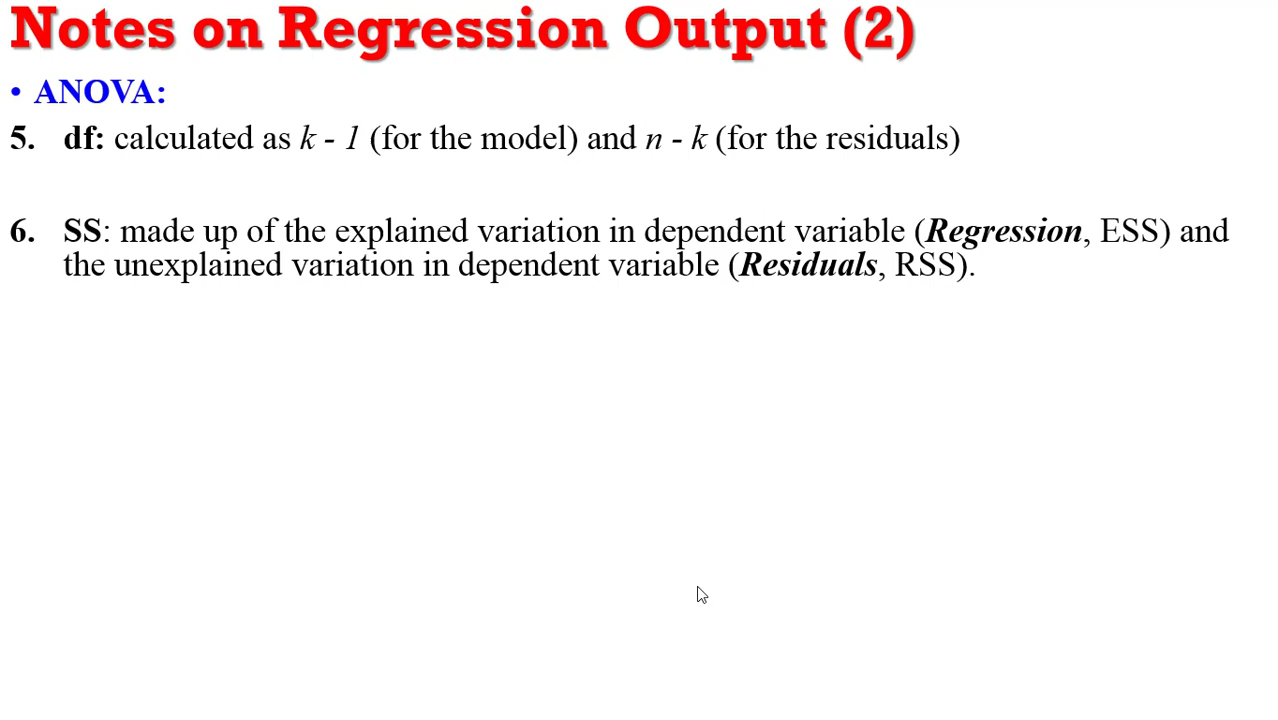 Notes on Regression Output (2)
• ANOVA:
5. df: calculated as k - 1 (for the model) and n - k (for the residuals)
6. SS: made up of the explained variation in dependent variable (Regression, ESS) and
the unexplained variation in dependent variable (Residuals, RSS).